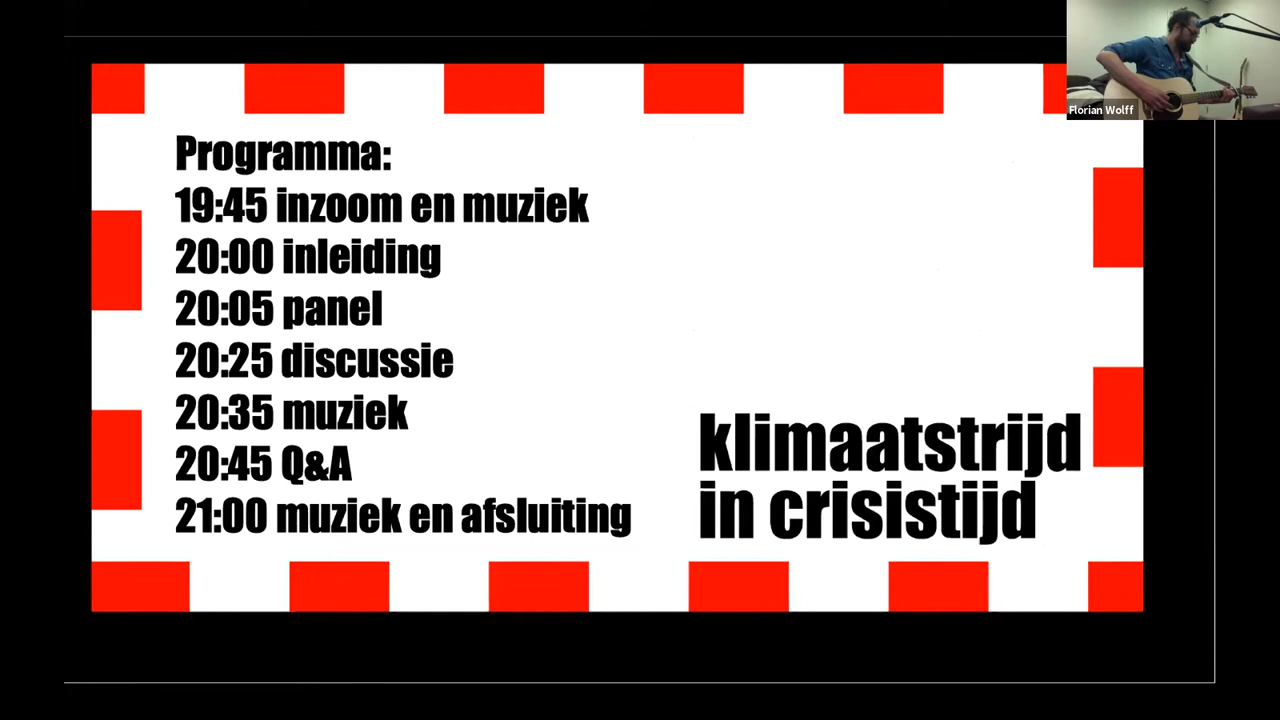 Programma:
19:45 inzoom en muziek
20:00 inleiding
20:05 panel
20:25 discussie
20:35 muziek
20:45 Q&A
21:00 muziek en afsluiting
klimaatstrijd
in crisistijd
Florian Wolff